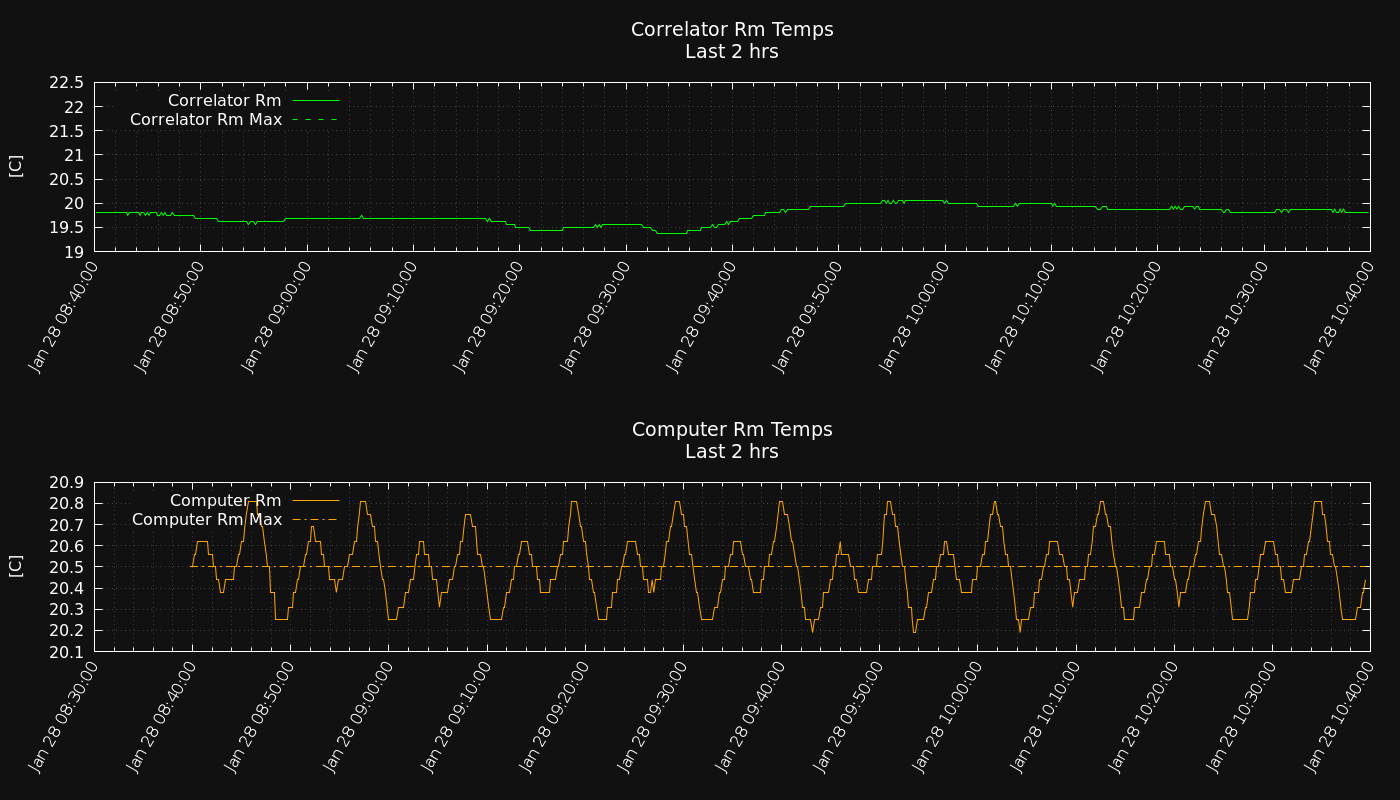 Correlator Rm Temps
Last 2 hrs
22.5
22
21.5
21
20.5
20
19.5
19
[C]
Correlator Rm
Correlator Rm Max
Jan 28 08:40:00
Jan 28 08:50:00
Jan 28 09:00:00
Jan 28 09:10:00
Jan 28 09:20:00
Jan 28 09:30:00
Jan 28 09:40:00
Jan 28 09:50:00
Jan 28 10:00:00
Jan 28 10:10:00
Jan 28 10:20:00
Jan 28 10:30:00
Jan 28 10:40:00
Computer Rm Temps
Last 2 hrs
20.9
20.8
20.7
20.6
20.5
20.4
20.3
20.2
20.1
[C]
Computer Rm
Computer Rm Max
Jan 28 08:30:00
Jan 28 08:40:00
Jan 28 08:50:00
Jan 28 09:00:00
Jan 28 09:10:00
Jan 28 09:20:00
Jan 28 09:30:00
Jan 28 09:40:00
Jan 28 09:50:00
Jan 28 10:00:00
Jan 28 10:10:00
Jan 28 10:20:00
Jan 28 10:30:00
Jan 28 10:40:00